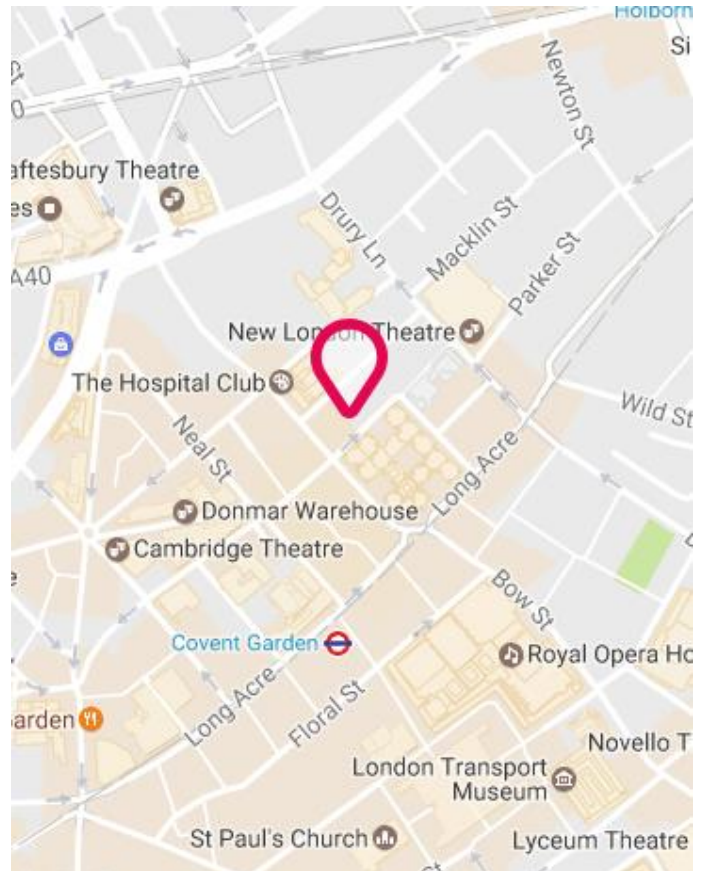 Holborn
Si
Newton St
aftesbury Theatre
es
Drury Ln
Macklin St
Parker St
A40
New London Theatre
The Hospital Club
Wild St
Neal St
Long Acre
Donmar Warehouse
Cambridge Theatre
Bow St
Covent Garden
Royal Opera Ho
Long Acre
Floral St
arden
Novello T
London Transport
Museum
St Paul's Church
Lyceum Theatre